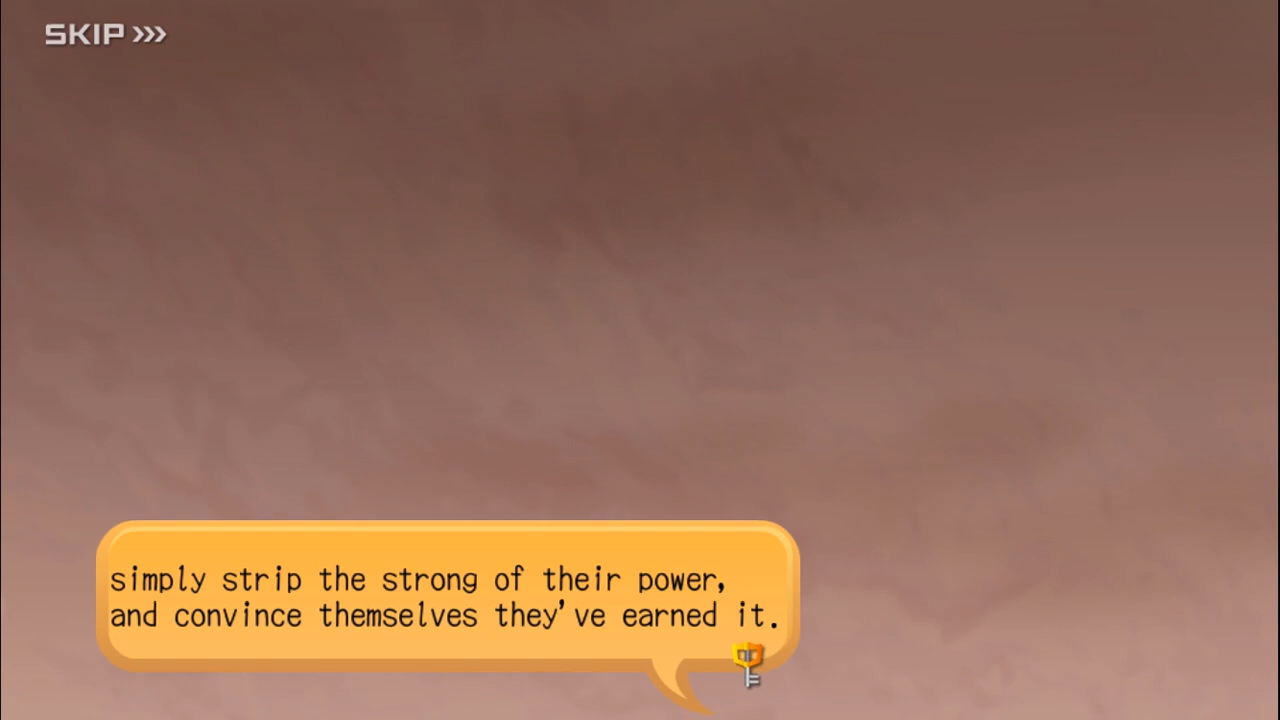 SKIP >>>
simply strip the strong of their power,
and convince themselves they've earned it.